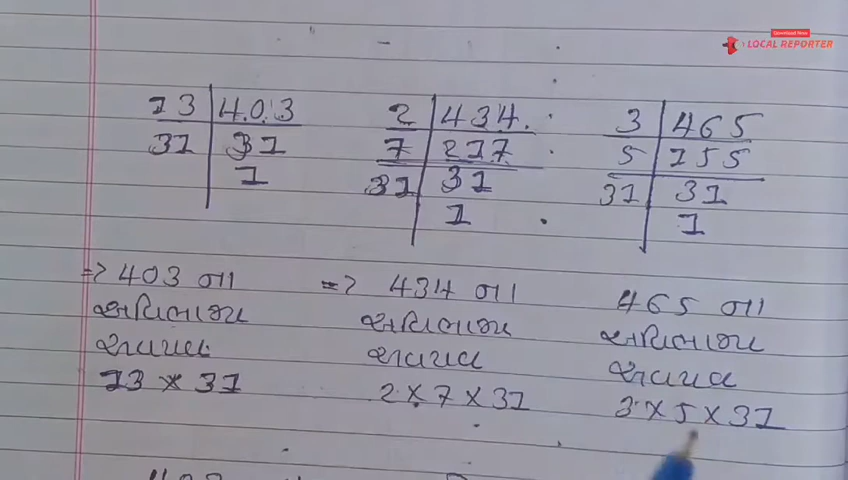 Download Now
LOCAL REPORTER
13 | 403
31 | 31
1
2 | 434
7 | 217
31 | 31
1
3 | 465
5 | 155
31 | 31
1
=> 403 ના
અવિભાજ્ય
અવયવ
13 × 31
=> 434 ના
અવિભાજ્ય
અવયવ
2 × 7 × 31
465 ના
અવિભાજ્ય
અવયવ
3 × 5 × 31